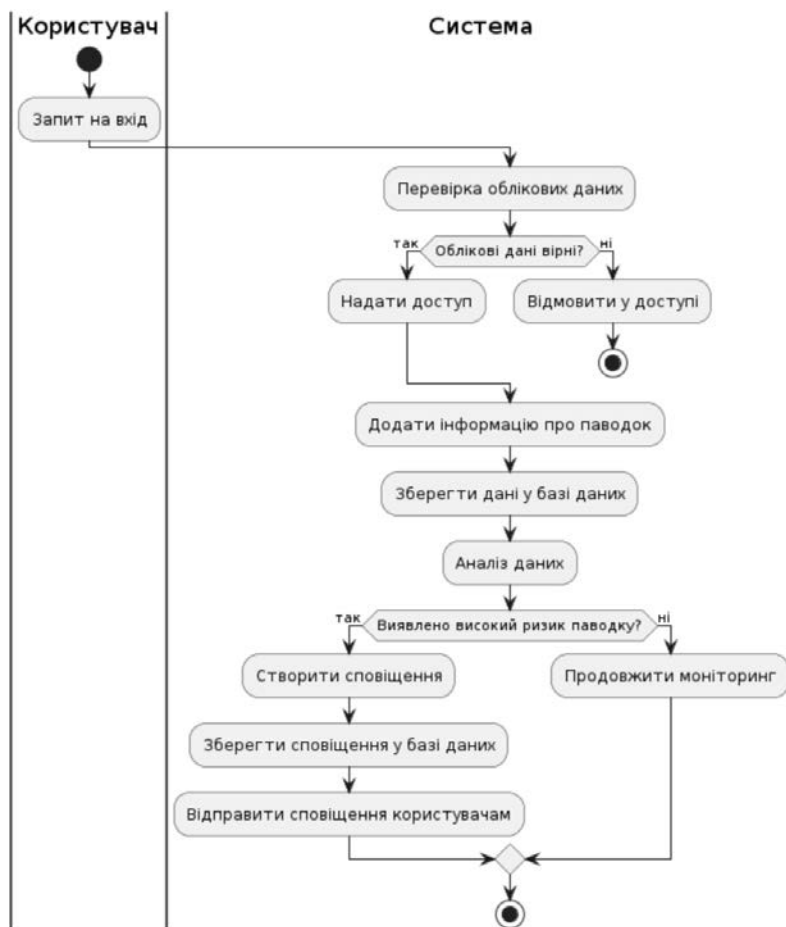 Користувач
Система
Запит на вхід
Перевірка облікових даних
так
Облікові дані вірні?
ні
Надати доступ
Відмовити у доступі
Додати інформацію про паводок
Зберегти дані у базі даних
Аналіз даних
так
Виявлено високий ризик паводку?
ні
Створити сповіщення
Продовжити моніторинг
Зберегти сповіщення у базі даних
Відправити сповіщення користувачам